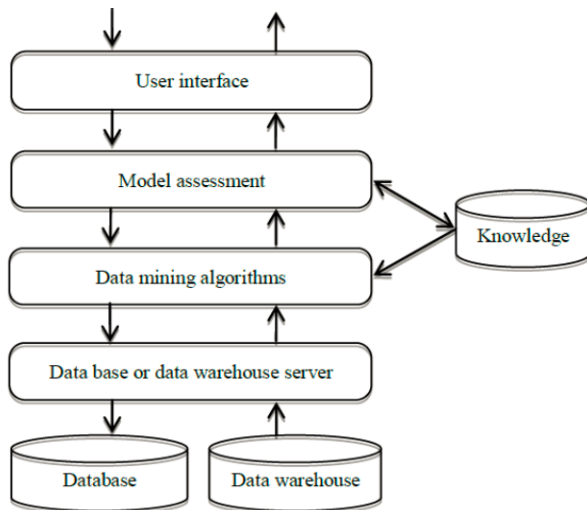 User interface
Model assessment
Knowledge
Data mining algorithms
Data base or data warehouse server
Database
Data warehouse